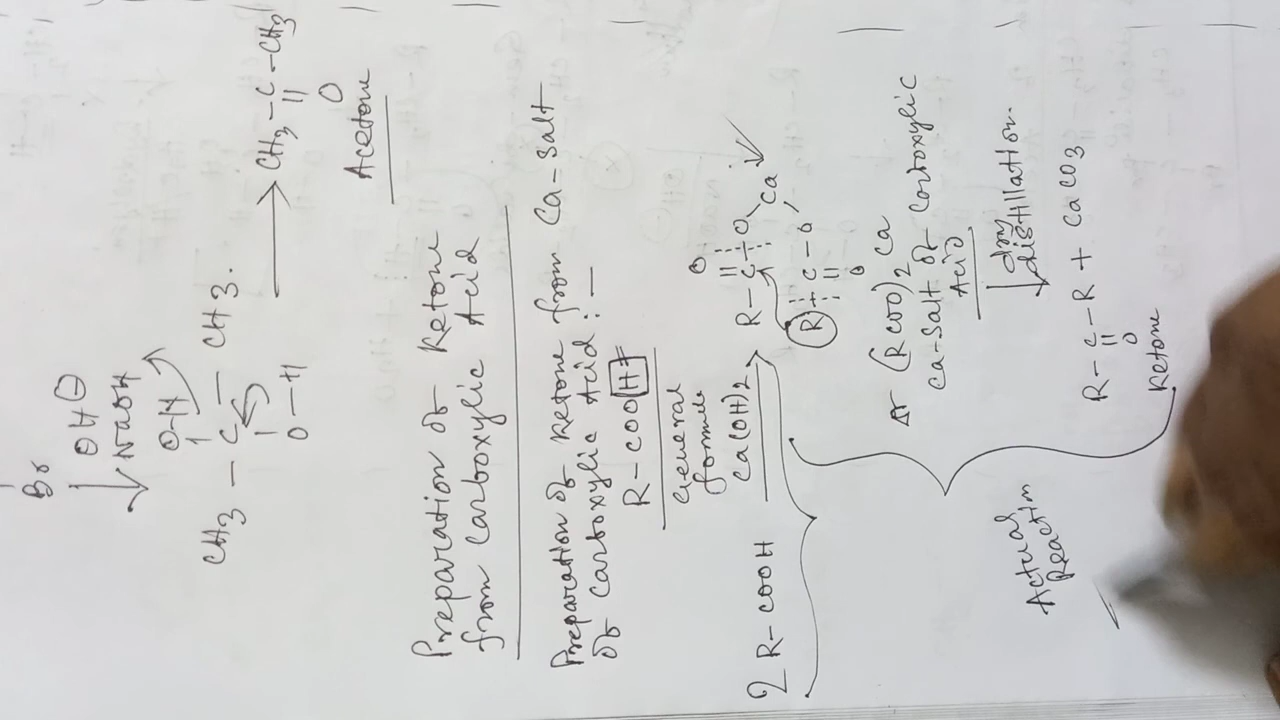 Br
OH⊖
NaOH
O-H
CH3 - C - CH3.
O-H
CH3 - C - CH3
||
O
Acetone
Preparation of Ketone
from Carboxylic Acid
Preparation of Ketone from Ca-salt
of Carboxylic Acid :-
R-COOH
General
formula
2 R-COOH
Ca(OH)2
O
||
R-C-O
Ca
R-C-O
||
O
or (RCOO)2 Ca
Ca-salt of carboxylic
Acid
dry
distillation.
R-C-R + CaCO3
||
O
Ketone
Actual
Reaction